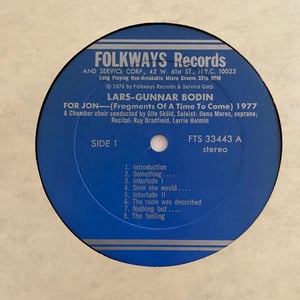 FOLKWAYS Records
AND SERVICE CORP., 43 W. 61st ST., N.Y.C. 10023
Long Playing Non-Breakable Micro Groove 33⅓ RPM
© 1978 by Folkways Records & Service Corp.
LARS-GUNNAR BODIN
FOR JON—(Fragments Of A Time To Come) 1977
A Chamber choir conducted by Olle Sköld, Soloist: Ilona Maros, soprano;
Recital: Ray Bradfield, Lorrie Holmin
SIDE 1
FTS 33443 A
stereo
1. Introduction
2. Something....
3. Interlude I
4. Soon she would....
5. Interlude II
6. The room was described
7. Nothing but....
8. The feeling